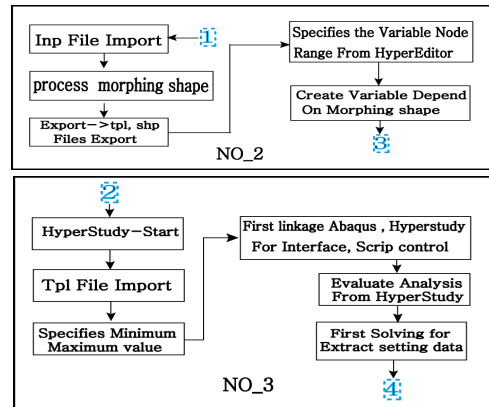 Inp File Import
1
process morphing shape
Export->tpl, shp
Files Export
Specifies the Variable Node
Range From HyperEditor
Create Variable Depend
On Morphing shape
3
NO_2
2
HyperStudy-Start
Tpl File Import
Specifies Minimum
Maximum value
First linkage Abaqus , Hyperstudy
For Interface, Scrip control
Evaluate Analysis
From HyperStudy
First Solving for
Extract setting data
4
NO_3